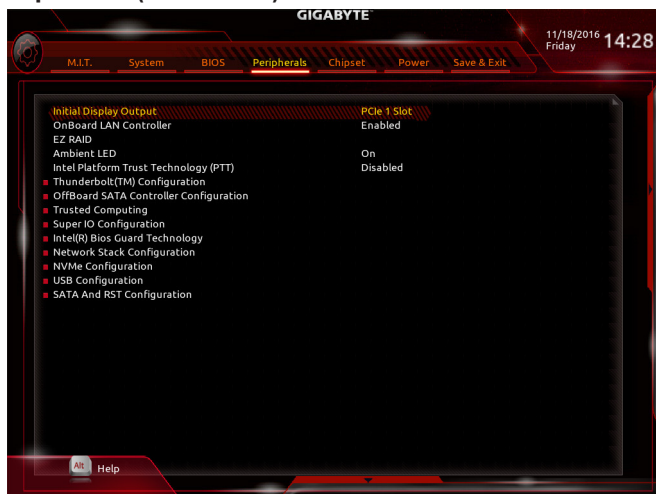 GIGABYTE™
11/18/2016
Friday
14:28
M.I.T. System BIOS Peripherals Chipset Power Save & Exit
Initial Display Output PCIe 1 Slot
OnBoard LAN Controller Enabled
EZ RAID
Ambient LED On
Intel Platform Trust Technology (PTT) Disabled
Thunderbolt(TM) Configuration
OffBoard SATA Controller Configuration
Trusted Computing
Super IO Configuration
Intel(R) Bios Guard Technology
Network Stack Configuration
NVMe Configuration
USB Configuration
SATA And RST Configuration
Alt Help